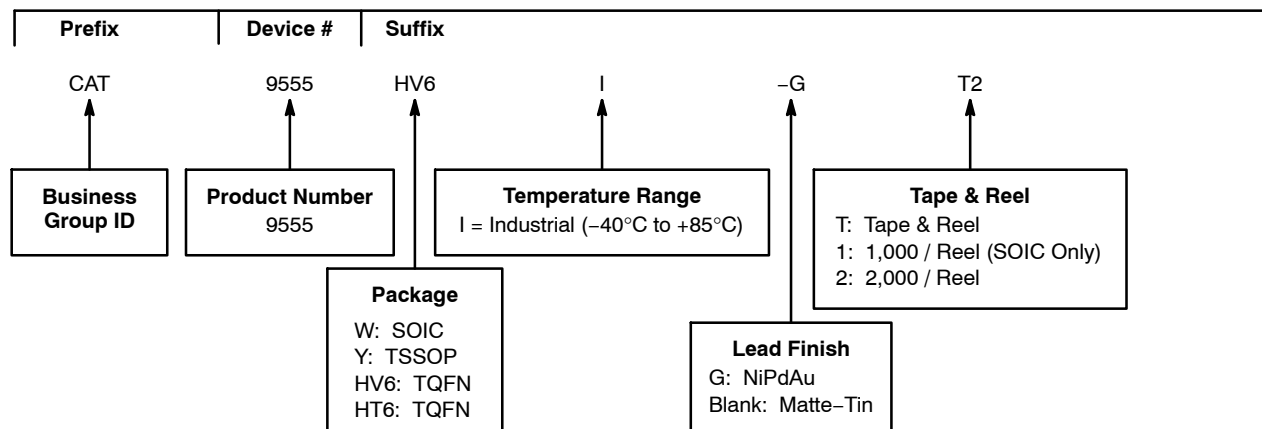 Prefix Device # Suffix
CAT 9555 HV6 I −G T2
Business
Group ID
Product Number
9555
Temperature Range
I = Industrial (−40°C to +85°C)
Tape & Reel
T: Tape & Reel
1: 1,000 / Reel (SOIC Only)
2: 2,000 / Reel
Package
W: SOIC
Y: TSSOP
HV6: TQFN
HT6: TQFN
Lead Finish
G: NiPdAu
Blank: Matte−Tin